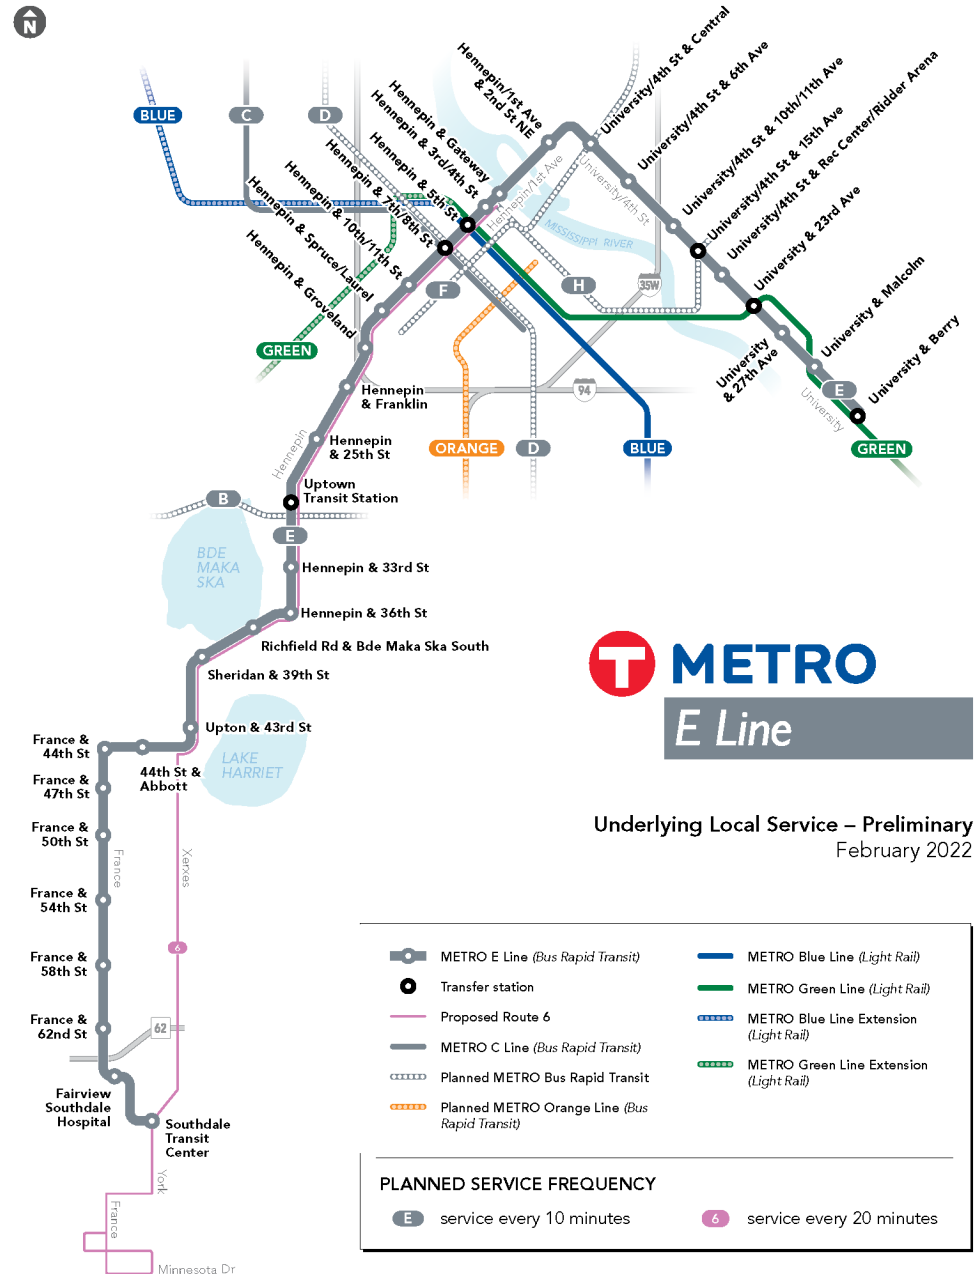 N
Hennepin/1st Ave
& 2nd St NE
Hennepin & Gateway
Hennepin & 3rd/4th St
Hennepin & 5th St
Hennepin & 7th/8th St
Hennepin & 10th/11th St
Hennepin & Spruce/Laurel
Hennepin & Groveland
University/4th St & Central
University/4th St & 6th Ave
University/4th St & 10th/11th Ave
University/4th St & 15th Ave
University/4th St & Rec Center/Ridder Arena
University & 23rd Ave
University
& 27th Ave
University & Malcolm
University & Berry
BLUE
C
D
Hennepin/1st Ave
University/4th St
MISSISSIPPI RIVER
F
H
35W
GREEN
94
E
University
Hennepin
& Franklin
Hennepin
Hennepin
& 25th St
ORANGE
D
BLUE
GREEN
Uptown
Transit Station
B
E
BDE
MAKA
SKA
Hennepin & 33rd St
Hennepin & 36th St
Richfield Rd & Bde Maka Ska South
Sheridan & 39th St
T METRO
E Line
Upton & 43rd St
LAKE
HARRIET
France &
44th St
44th St &
Abbott
France &
47th St
France &
50th St
France
Xerxes
France &
54th St
6
France &
58th St
France &
62nd St
62
Fairview
Southdale
Hospital
Southdale
Transit
Center
York
France
Minnesota Dr
Underlying Local Service – Preliminary
February 2022
METRO E Line (Bus Rapid Transit)
Transfer station
Proposed Route 6
METRO C Line (Bus Rapid Transit)
Planned METRO Bus Rapid Transit
Planned METRO Orange Line (Bus
Rapid Transit)
METRO Blue Line (Light Rail)
METRO Green Line (Light Rail)
METRO Blue Line Extension
(Light Rail)
METRO Green Line Extension
(Light Rail)
PLANNED SERVICE FREQUENCY
E service every 10 minutes
6 service every 20 minutes